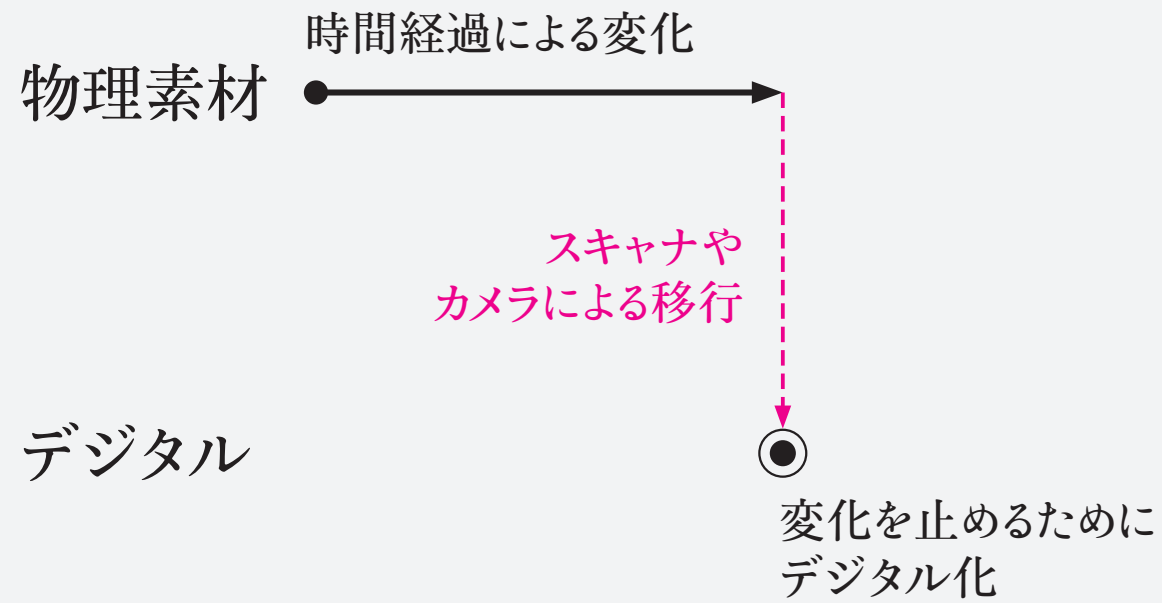 時間経過による変化
物理素材
スキャナや
カメラによる移行
デジタル
変化を止めるために
デジタル化